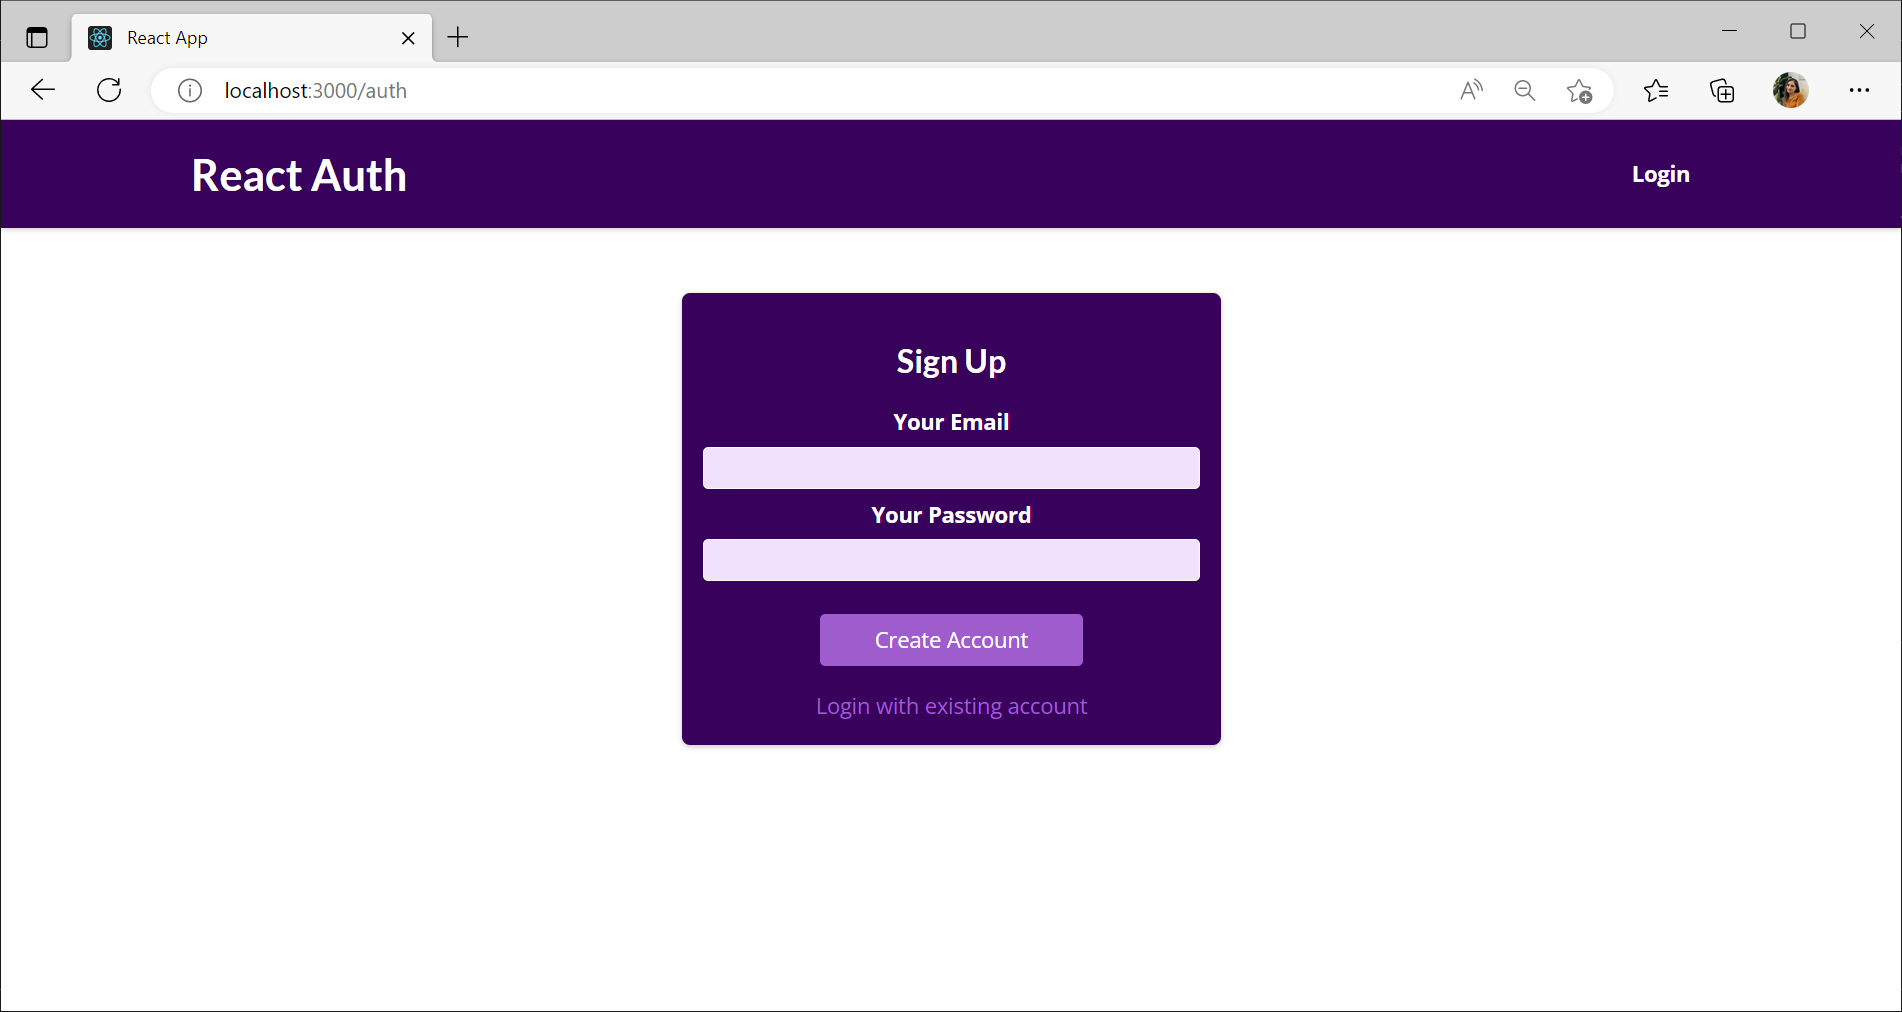 React App
localhost:3000/auth
React Auth
Login
Sign Up
Your Email
Your Password
Create Account
Login with existing account